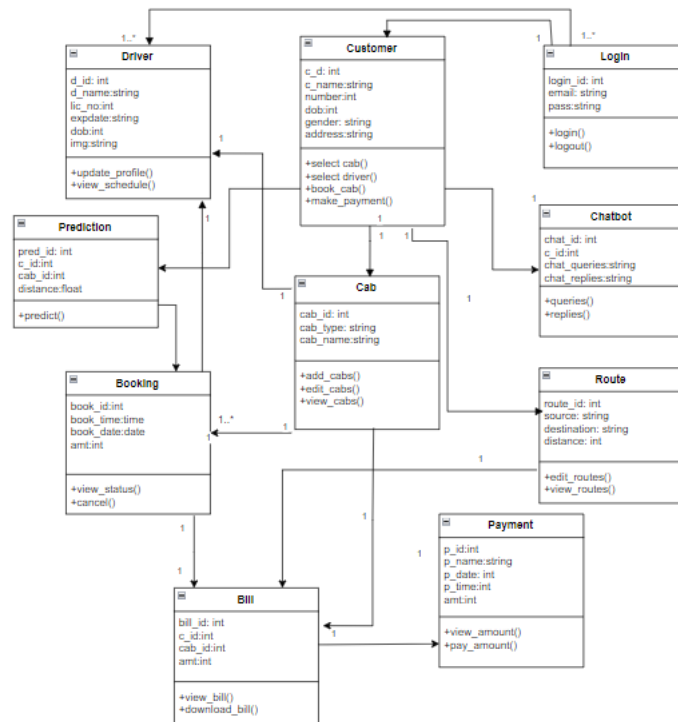 1..*
1
1
1..*
Driver
d_id: int
d_name:string
lic_no:int
expdate:string
dob:int
img:string
+update_profile()
+view_schedule()
Customer
c_d: int
c_name:string
number:int
dob:int
gender: string
address:string
+select cab()
+select driver()
+book_cab()
+make_payment()
Login
login_id: int
email: string
pass:string
+login()
+logout()
1
1
1
1
1
1
Prediction
pred_id: int
c_id:int
cab_id:int
distance:float
+predict()
Chatbot
chat_id: int
c_id:int
chat_queries:string
chat_replies:string
+queries()
+replies()
1
1
Cab
cab_id: int
cab_type: string
cab_name:string
+add_cabs()
+edit_cabs()
+view_cabs()
Booking
book_id:int
book_time:time
book_date:date
amt:int
+view_status()
+cancel()
Route
route_id: int
source: string
destination: string
distance: int
+edit_routes()
+view_routes()
1..*
1
1
1
1
1
1
1
1
Payment
p_id:int
p_name:string
p_date: int
p_time:int
amt:int
+view_amount()
+pay_amount()
Bill
bill_id: int
c_id:int
cab_id:int
amt:int
+view_bill()
+download_bill()